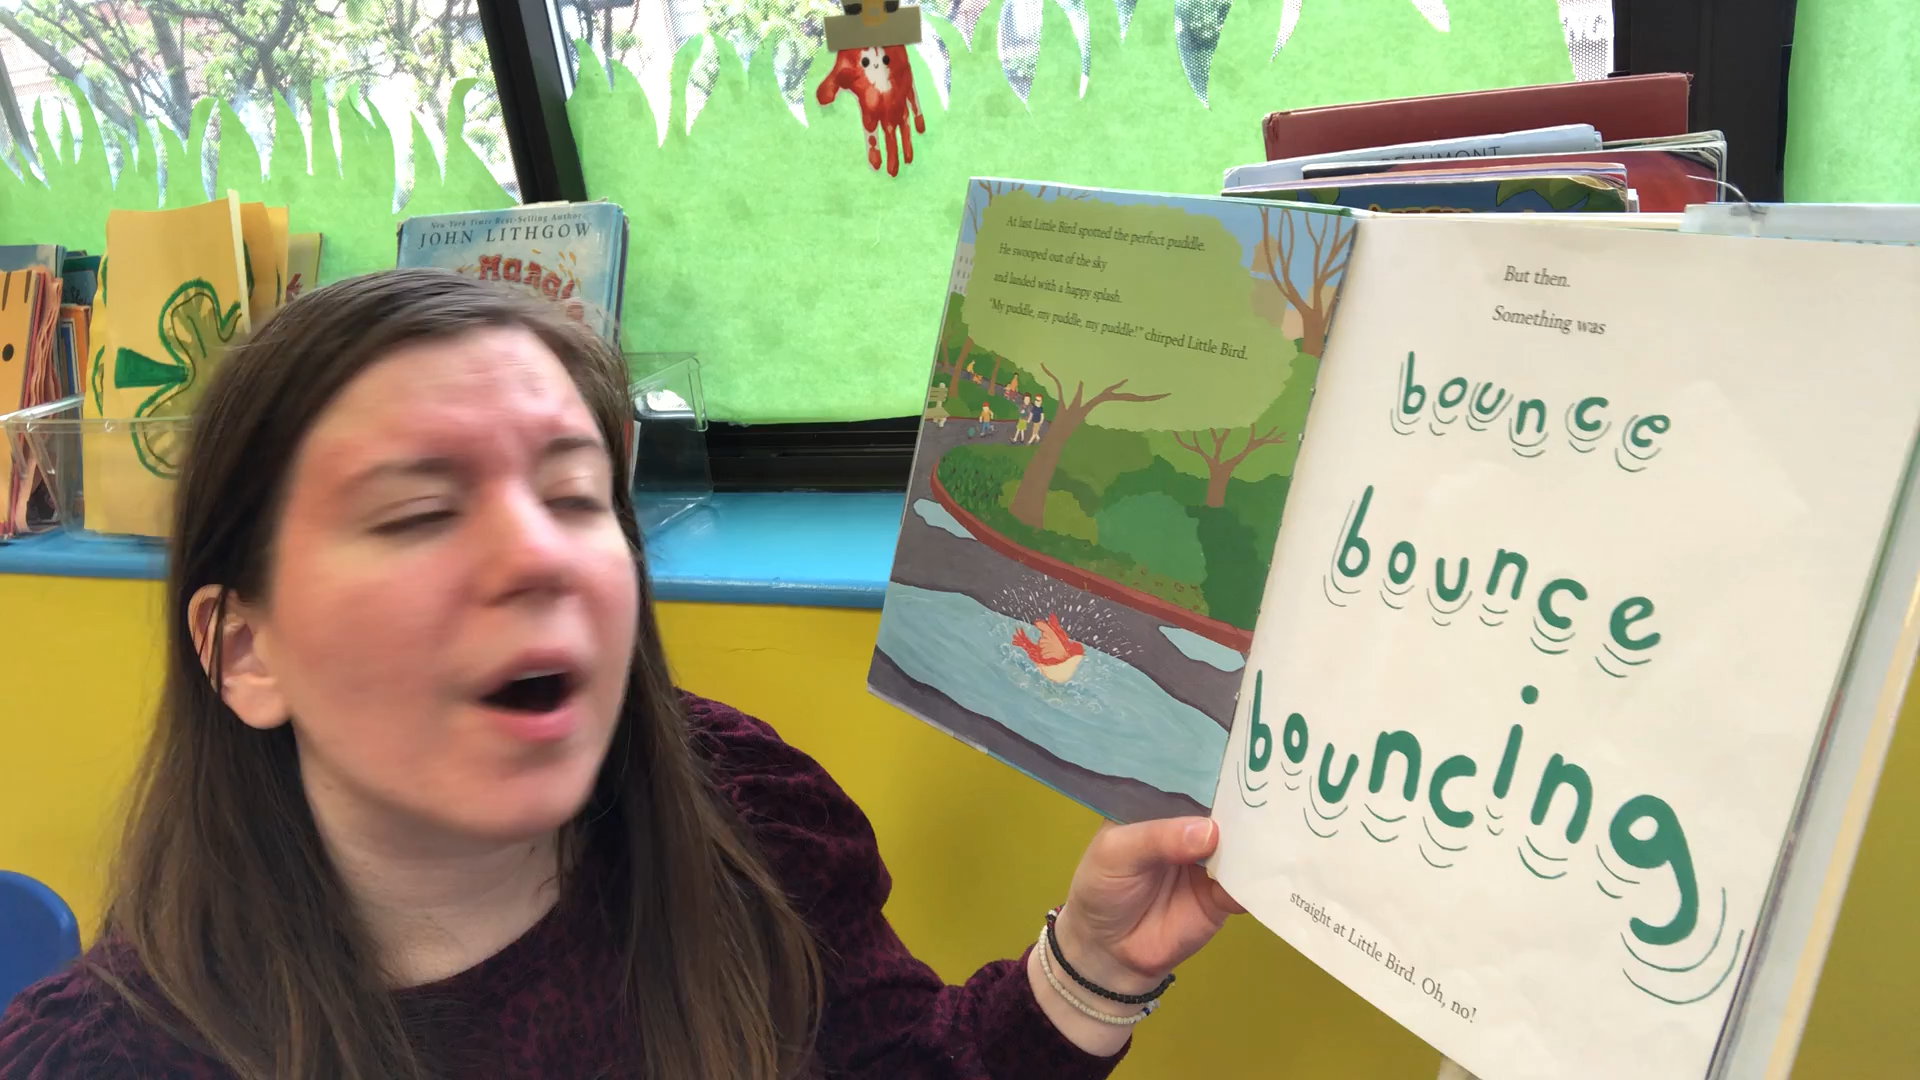 New York Times Best-Selling Author
JOHN LITHGOW
BEAUMONT
At last Little Bird spotted the perfect puddle.
He swooped out of the sky
and landed with a happy splash.
"My puddle, my puddle, my puddle!" chirped Little Bird.
But then.
Something was
bounce
bounce
bouncing
straight at Little Bird. Oh, no!